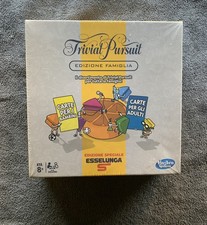 Trivial Pursuit
EDIZIONE FAMIGLIA
CARTE
PER I
BAMBINI
CARTE
PER GLI
ADULTI
EDIZIONE SPECIALE
ESSELUNGA
S
8+
Hasbro
Gaming